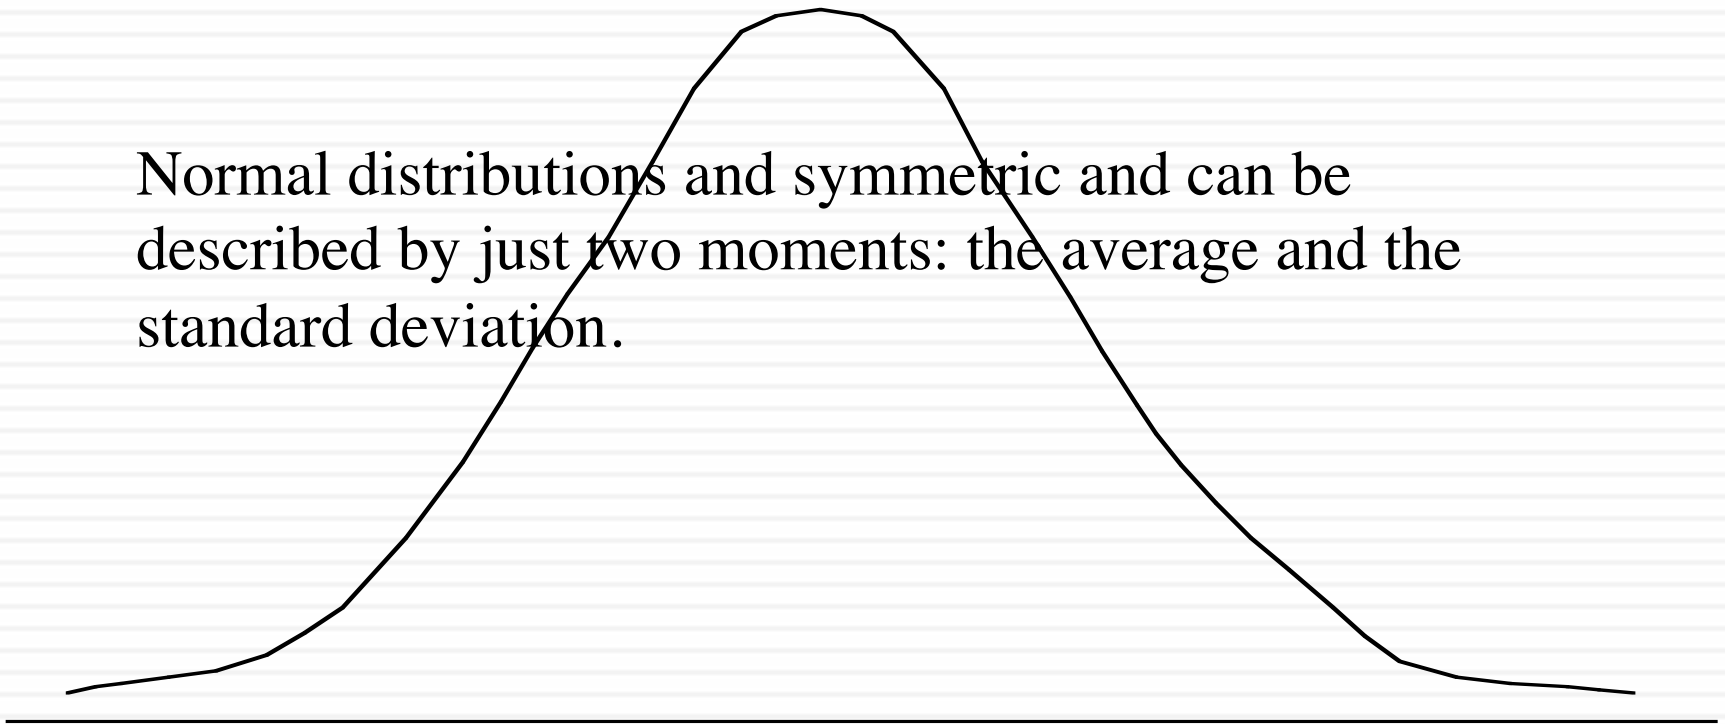 Normal distributions and symmetric and can be
described by just two moments: the average and the
standard deviation.